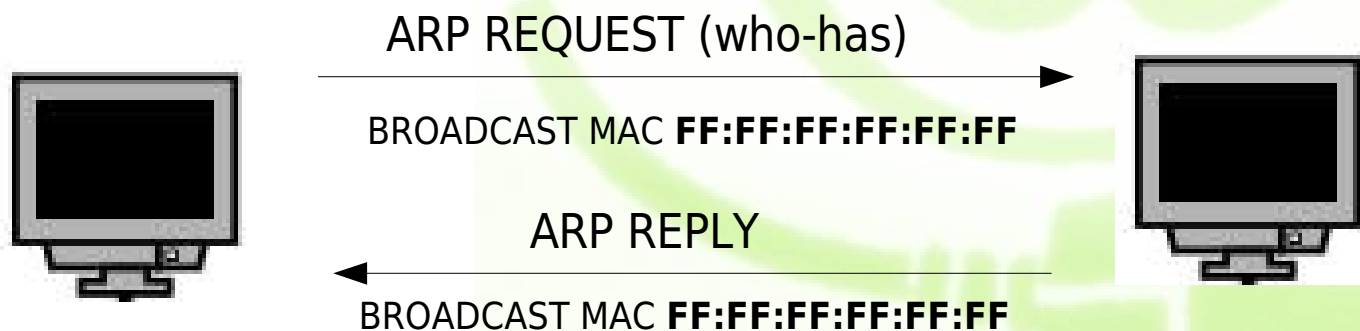 ARP REQUEST (who-has)
BROADCAST MAC FF:FF:FF:FF:FF:FF
ARP REPLY
BROADCAST MAC FF:FF:FF:FF:FF:FF